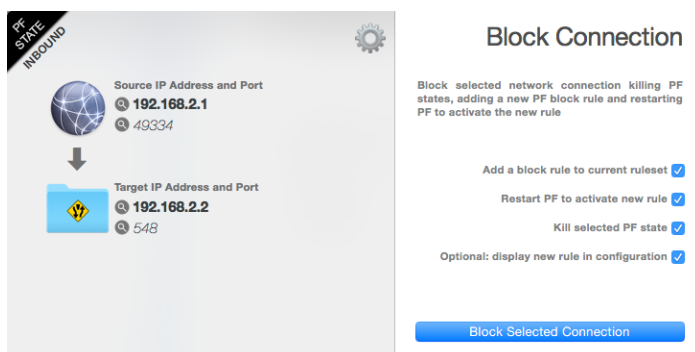 PF
STATE
INBOUND
Source IP Address and Port
192.168.2.1
49334
Target IP Address and Port
192.168.2.2
548
Block Connection
Block selected network connection killing PF
states, adding a new PF block rule and restarting
PF to activate the new rule
Add a block rule to current ruleset
Restart PF to activate new rule
Kill selected PF state
Optional: display new rule in configuration
Block Selected Connection